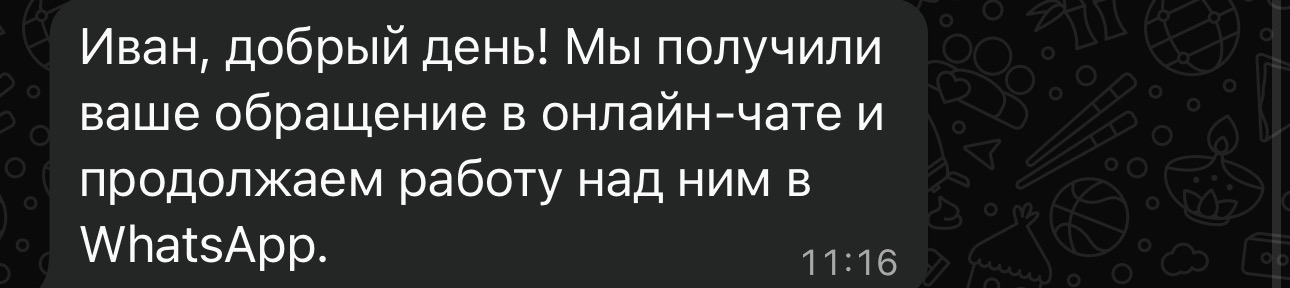 Иван, добрый день! Мы получили
ваше обращение в онлайн-чате и
продолжаем работу над ним в
WhatsApp.
11:16